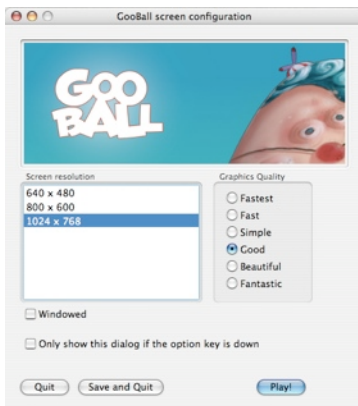 GooBall screen configuration
GOO
BALL
Screen resolution
Graphics Quality
640 x 480
800 x 600
1024 x 768
Fastest
Fast
Simple
Good
Beautiful
Fantastic
Windowed
Only show this dialog if the option key is down
Quit
Save and Quit
Play!